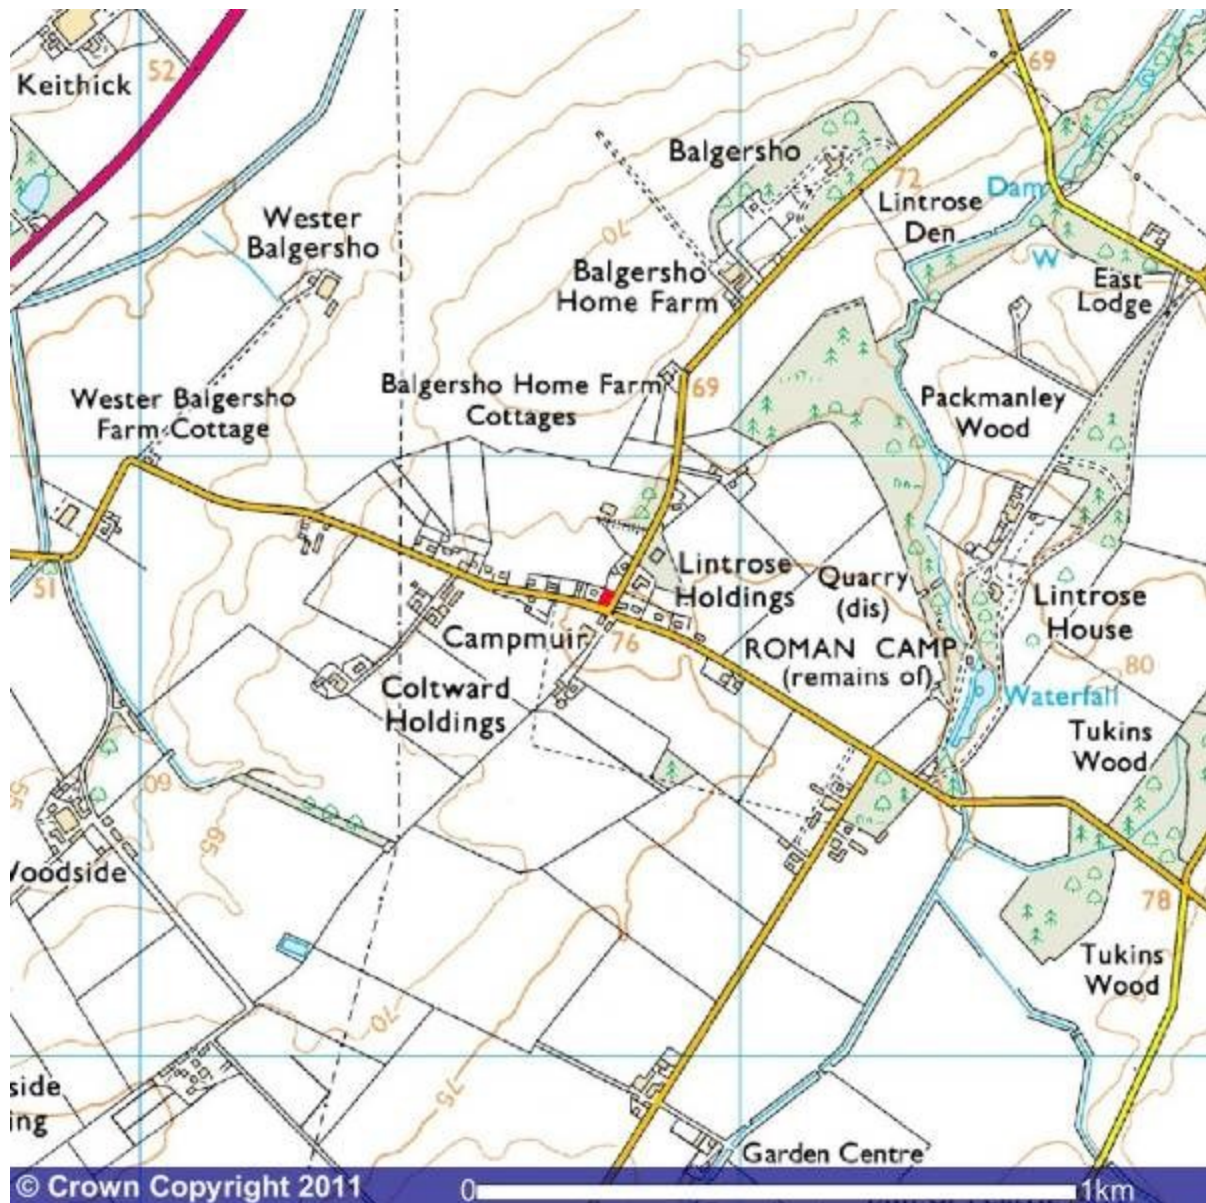 Keithick
52
69
Balgersho
72
Dam
Lintrose
Den
Wester
Balgersho
70
W
Balgersho
Home Farm
East
Lodge
Balgersho Home Farm
Cottages
69
Wester Balgersho
Farm Cottage
Packmanley
Wood
Lintrose
Holdings
Quarry
(dis)
Lintrose
House
51
Campmuir
76
ROMAN CAMP
(remains of)
80
Coltward
Holdings
Waterfall
Tukins
Wood
60
55
65
Woodside
78
Tukins
Wood
70
75
side
ing
Garden Centre
© Crown Copyright 2011
0
1km